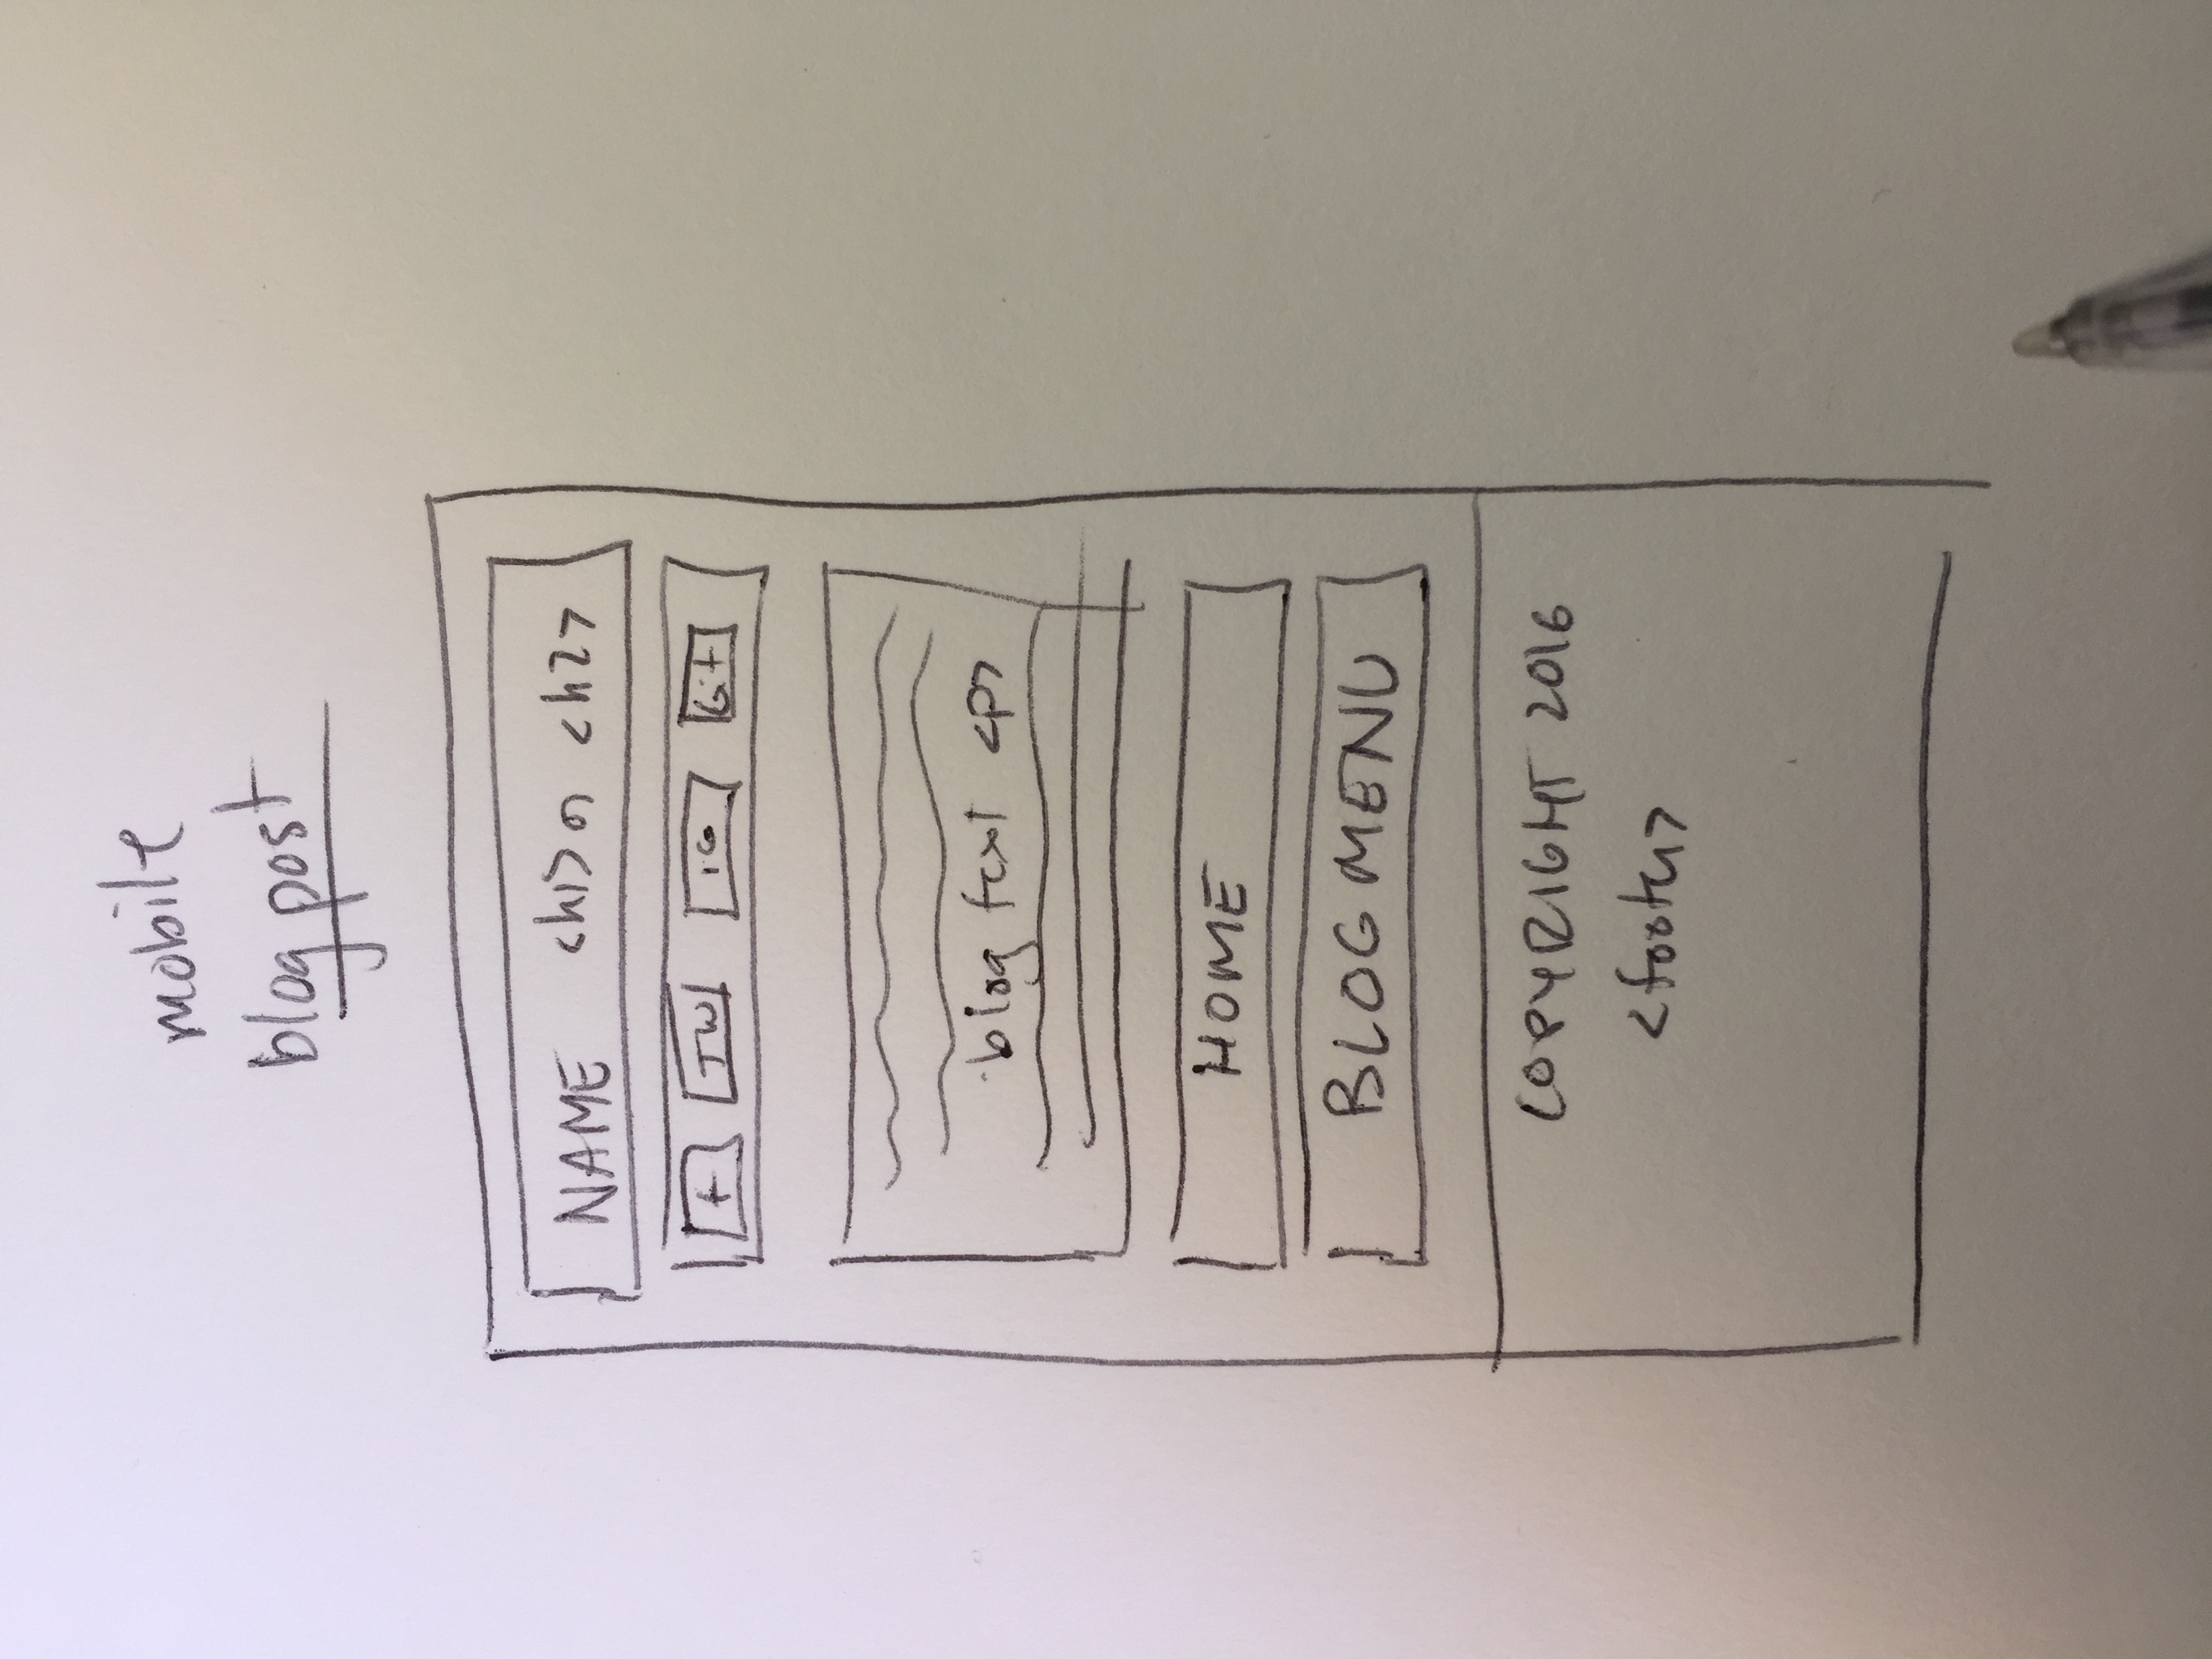 mobile
blog post
NAME <h1> or <h2>
f TW IG G+
blog text <p>
HOME
BLOG MENU
COPYRIGHT 2016
<footer>